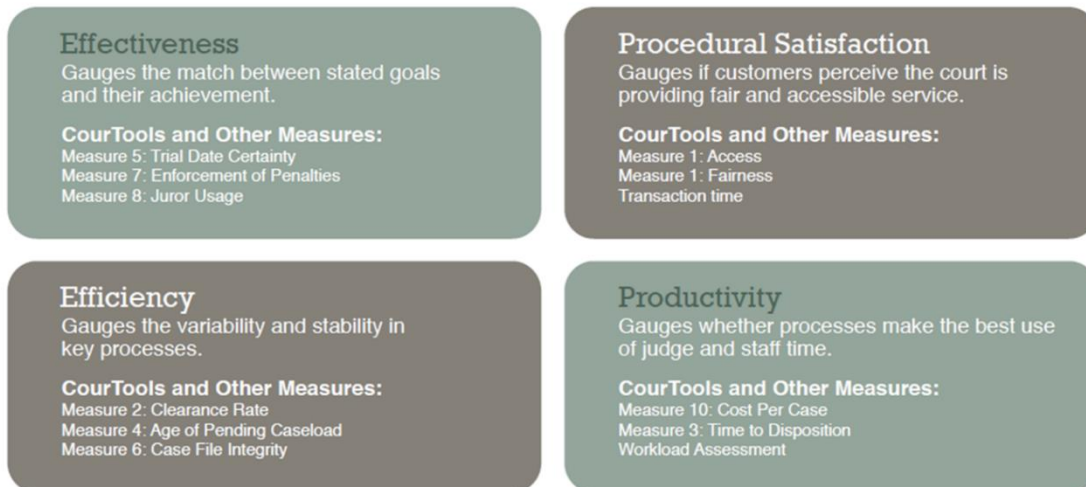 Effectiveness
Gauges the match between stated goals
and their achievement.
CourTools and Other Measures:
Measure 5: Trial Date Certainty
Measure 7: Enforcement of Penalties
Measure 8: Juror Usage
Procedural Satisfaction
Gauges if customers perceive the court is
providing fair and accessible service.
CourTools and Other Measures:
Measure 1: Access
Measure 1: Fairness
Transaction time
Efficiency
Gauges the variability and stability in
key processes.
CourTools and Other Measures:
Measure 2: Clearance Rate
Measure 4: Age of Pending Caseload
Measure 6: Case File Integrity
Productivity
Gauges whether processes make the best use
of judge and staff time.
CourTools and Other Measures:
Measure 10: Cost Per Case
Measure 3: Time to Disposition
Workload Assessment